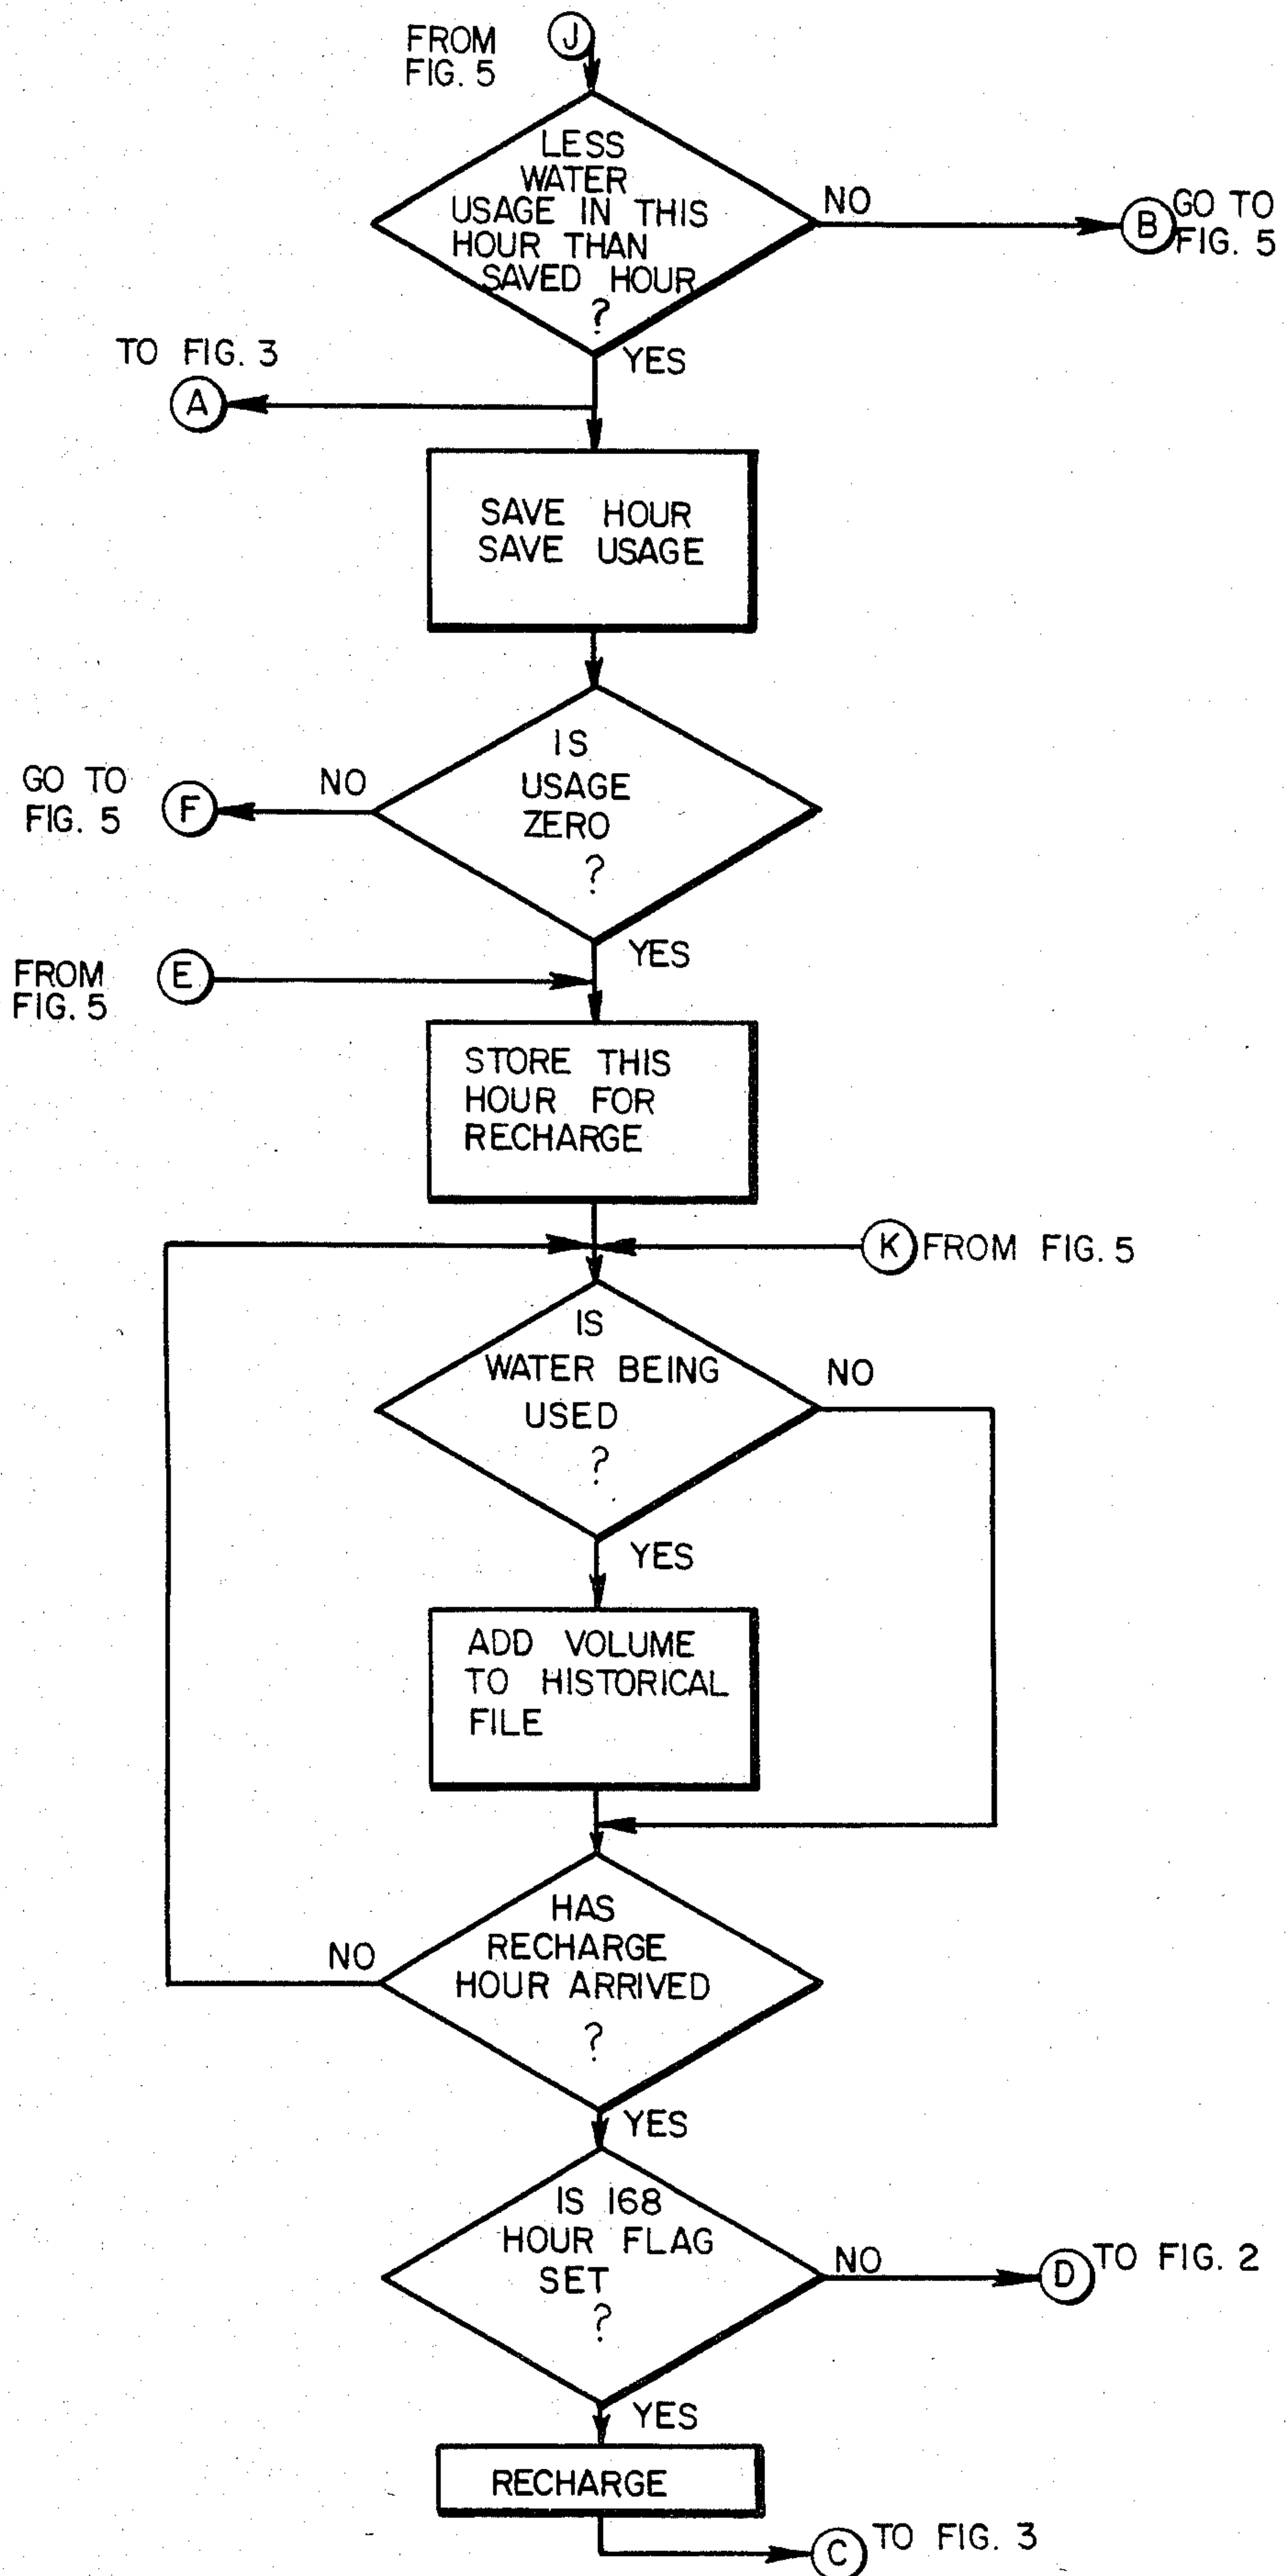 FROM
FIG. 5
J
LESS
WATER
USAGE IN THIS
HOUR THAN
SAVED HOUR
?
NO
B
GO TO
FIG. 5
YES
TO FIG. 3
A
SAVE HOUR
SAVE USAGE
IS
USAGE
ZERO
?
NO
F
GO TO
FIG. 5
YES
FROM
FIG. 5
E
STORE THIS
HOUR FOR
RECHARGE
K
FROM FIG. 5
IS
WATER BEING
USED
?
NO
YES
ADD VOLUME
TO HISTORICAL
FILE
HAS
RECHARGE
HOUR ARRIVED
?
NO
YES
IS 168
HOUR FLAG
SET
?
NO
D
TO FIG. 2
YES
RECHARGE
C
TO FIG. 3